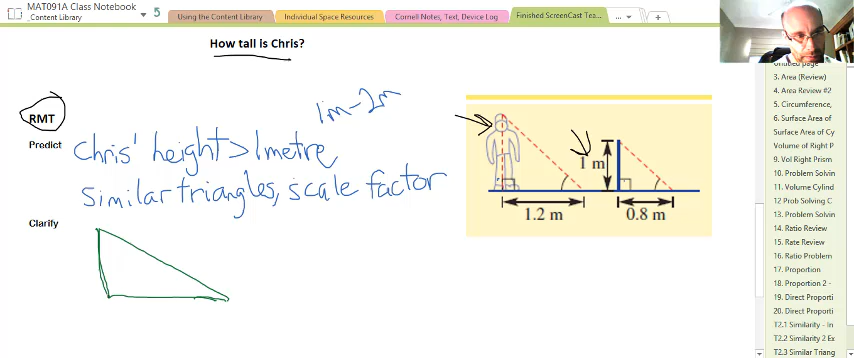 MAT091A Class Notebook
5
Using the Content Library
Individual Space Resources
Cornell Notes, Text, Device Log
Finished ScreenCast Tea...
...
+
How tall is Chris?
RMT
1m-2m
Predict
Chris' height > 1metre,
similar triangles, scale factor
Clarify
1 m
1.2 m
0.8 m
Untitled page
3. Area (Review)
4. Area Review #2
5. Circumference,
6. Surface Area of
Surface Area of Cy
Volume of Right P
9. Vol Right Prism
10. Problem Solvin
11. Volume Cylind
12 Prob Solving C
13. Problem Solvin
14. Ratio Review
15. Rate Review
16. Ratio Problem
17. Proportion
18. Proportion 2 -
19. Direct Proporti
20. Direct Proporti
T2.1 Similarity - In
T2.2 Similarity 2 Ex
T2.3 Similar Triang